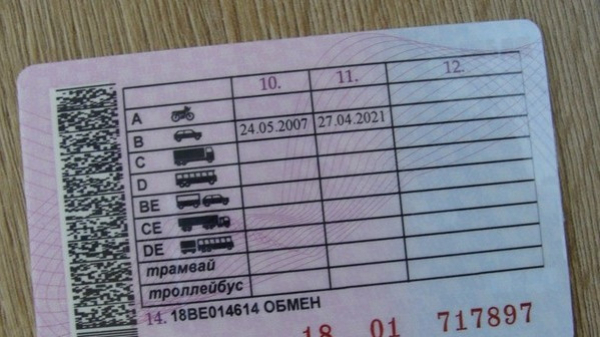 10. 11. 12.
A
B 24.05.2007 27.04.2021
C
D
BE
CE
DE
трамвай
троллейбус
14. 18ВЕ014614 ОБМЕН
18 01 717897